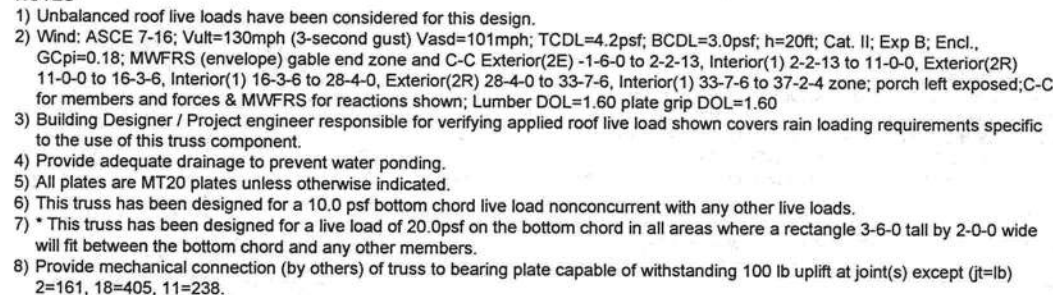 1) Unbalanced roof live loads have been considered for this design.
2) Wind: ASCE 7-16; Vult=130mph (3-second gust) Vasd=101mph; TCDL=4.2psf; BCDL=3.0psf; h=20ft; Cat. II; Exp B; Encl.,
GCpi=0.18; MWFRS (envelope) gable end zone and C-C Exterior(2E) -1-6-0 to 2-2-13, Interior(1) 2-2-13 to 11-0-0, Exterior(2R)
11-0-0 to 16-3-6, Interior(1) 16-3-6 to 28-4-0, Exterior(2R) 28-4-0 to 33-7-6, Interior(1) 33-7-6 to 37-2-4 zone; porch left exposed;C-C
for members and forces & MWFRS for reactions shown; Lumber DOL=1.60 plate grip DOL=1.60
3) Building Designer / Project engineer responsible for verifying applied roof live load shown covers rain loading requirements specific
to the use of this truss component.
4) Provide adequate drainage to prevent water ponding.
5) All plates are MT20 plates unless otherwise indicated.
6) This truss has been designed for a 10.0 psf bottom chord live load nonconcurrent with any other live loads.
7) * This truss has been designed for a live load of 20.0psf on the bottom chord in all areas where a rectangle 3-6-0 tall by 2-0-0 wide
will fit between the bottom chord and any other members.
8) Provide mechanical connection (by others) of truss to bearing plate capable of withstanding 100 lb uplift at joint(s) except (jt=lb)
2=161, 18=405, 11=238.